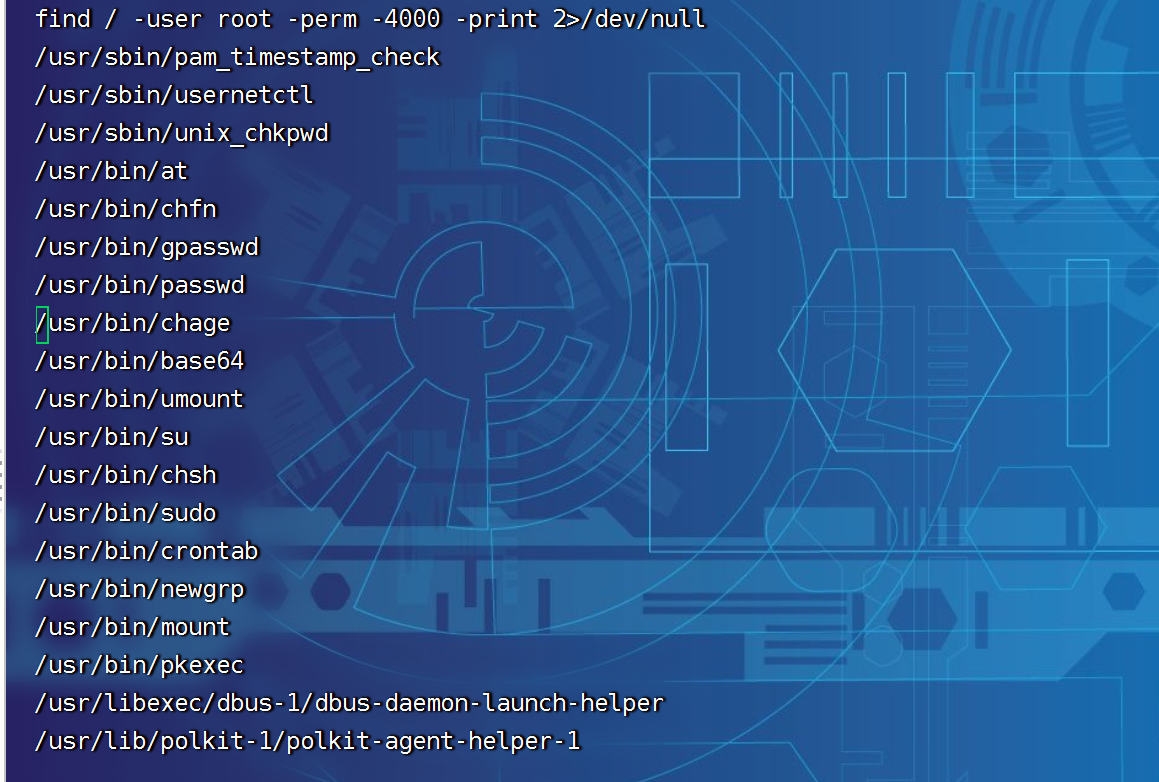 find / -user root -perm -4000 -print 2>/dev/null
/usr/sbin/pam_timestamp_check
/usr/sbin/usernetctl
/usr/sbin/unix_chkpwd
/usr/bin/at
/usr/bin/chfn
/usr/bin/gpasswd
/usr/bin/passwd
/usr/bin/chage
/usr/bin/base64
/usr/bin/umount
/usr/bin/su
/usr/bin/chsh
/usr/bin/sudo
/usr/bin/crontab
/usr/bin/newgrp
/usr/bin/mount
/usr/bin/pkexec
/usr/libexec/dbus-1/dbus-daemon-launch-helper
/usr/lib/polkit-1/polkit-agent-helper-1